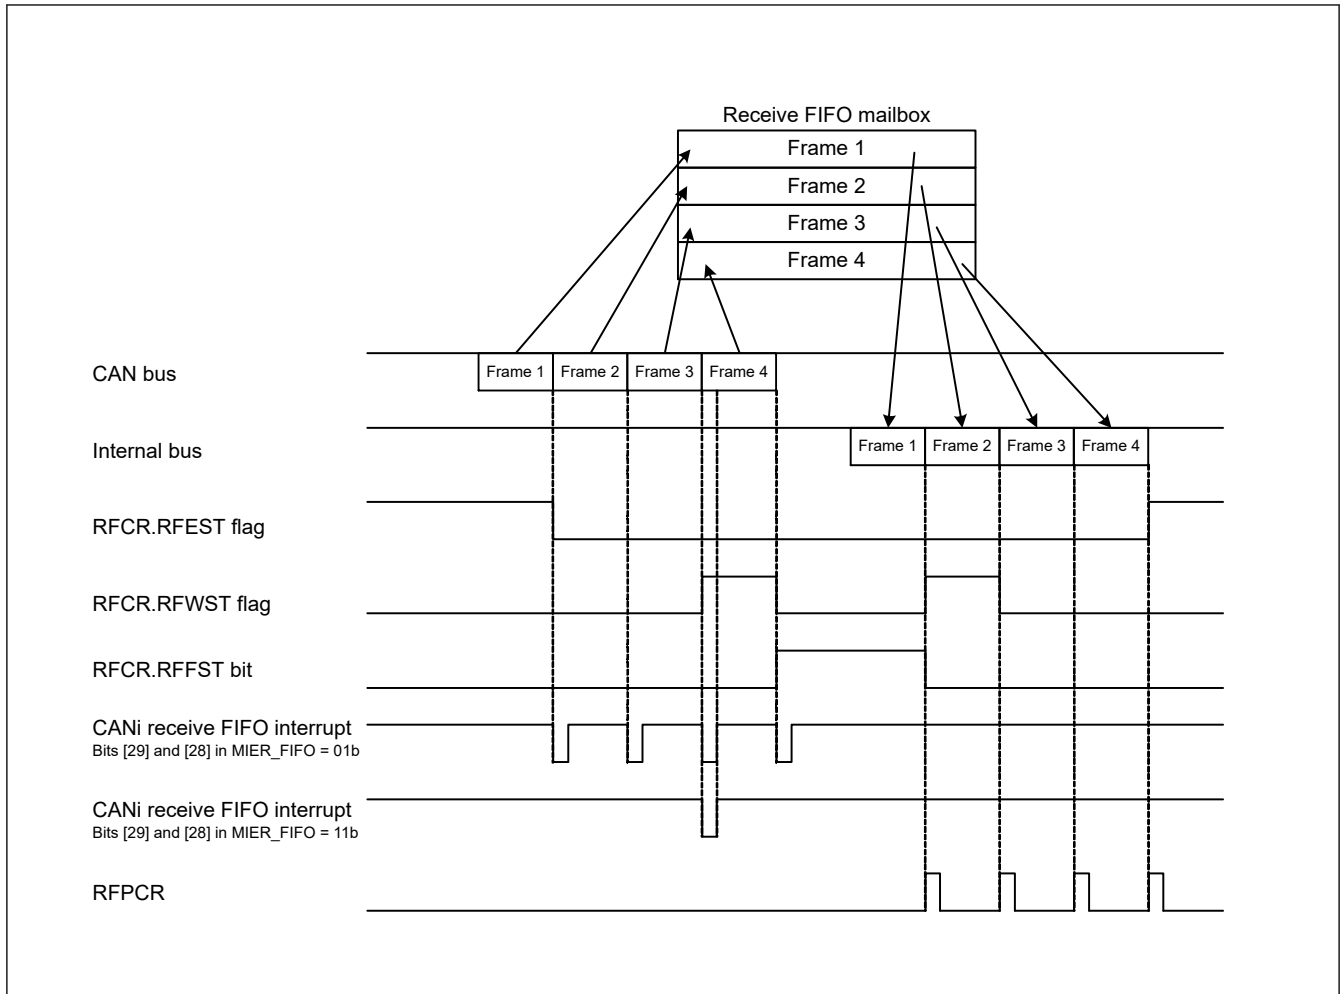 Receive FIFO mailbox
Frame 1
Frame 2
Frame 3
Frame 4
CAN bus
Frame 1 Frame 2 Frame 3 Frame 4
Internal bus
Frame 1 Frame 2 Frame 3 Frame 4
RFCR.RFEST flag
RFCR.RFWST flag
RFCR.RFFST bit
CANi receive FIFO interrupt
Bits [29] and [28] in MIER_FIFO = 01b
CANi receive FIFO interrupt
Bits [29] and [28] in MIER_FIFO = 11b
RFPCR